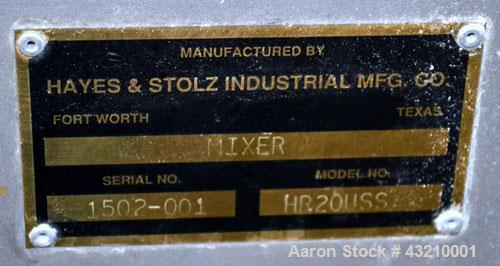 MANUFACTURED BY
HAYES & STOLZ INDUSTRIAL MFG. CO.
FORT WORTH TEXAS
MIXER
SERIAL NO. MODEL NO.
1502-001 HR20USS
Aaron Stock # 43210001